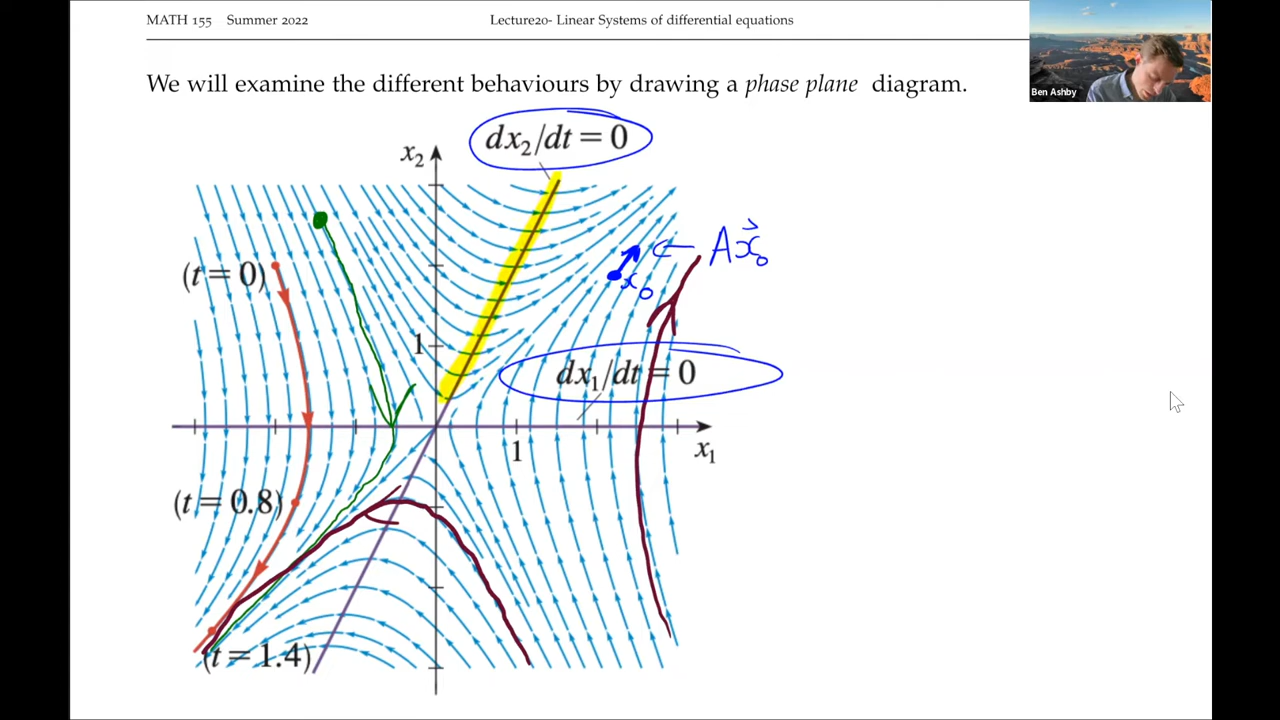 MATH 155 Summer 2022 Lecture20- Linear Systems of differential equations
Ben Ashby
We will examine the different behaviours by drawing a phase plane diagram.
dx₂/dt = 0
x₂
(t = 0)
← Ax⃗₀
x₀
1
dx₁/dt = 0
1
x₁
(t = 0.8)
(t = 1.4)